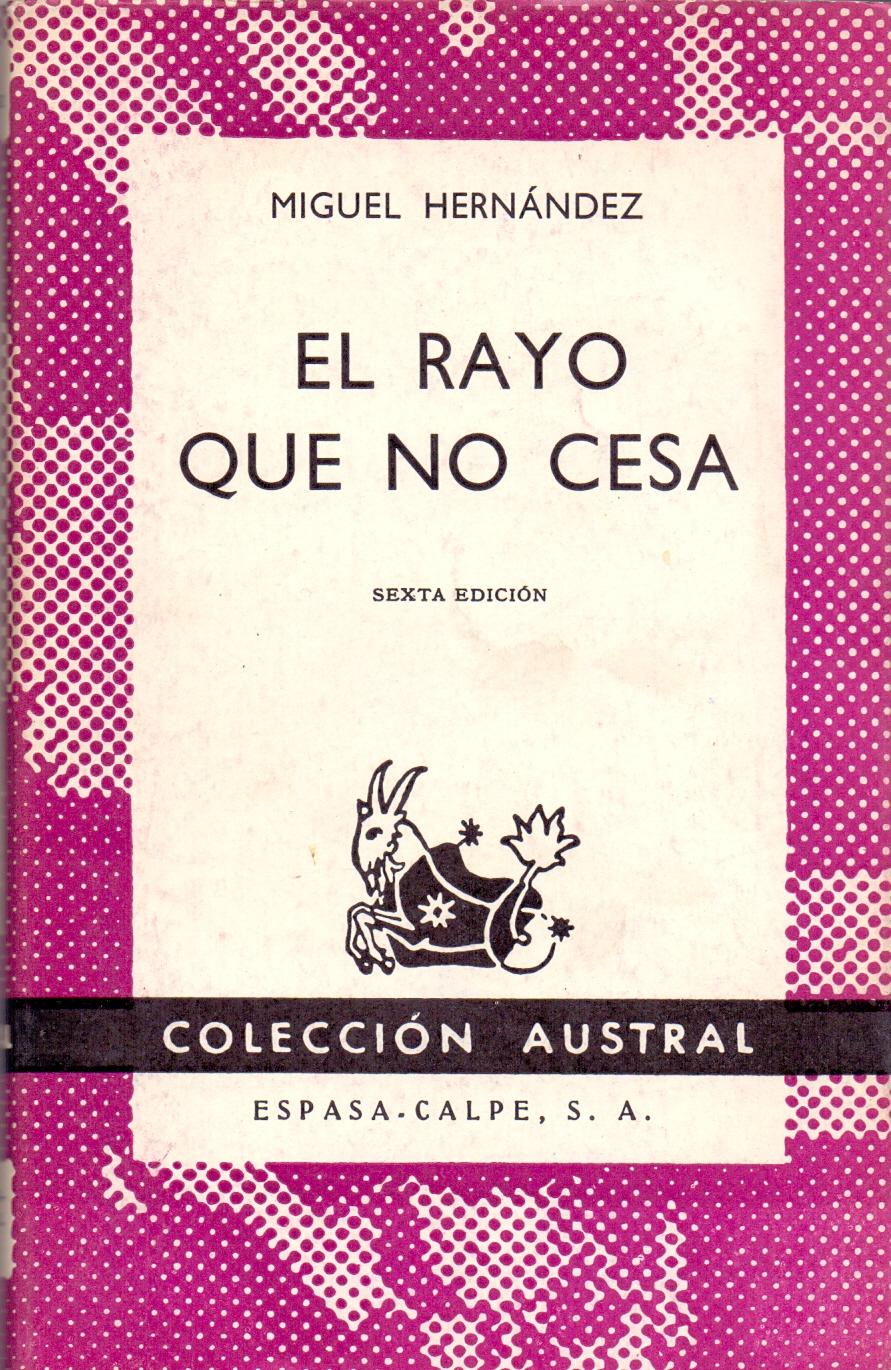 MIGUEL HERNÁNDEZ
EL RAYO
QUE NO CESA
SEXTA EDICIÓN
COLECCIÓN AUSTRAL
ESPASA-CALPE, S. A.